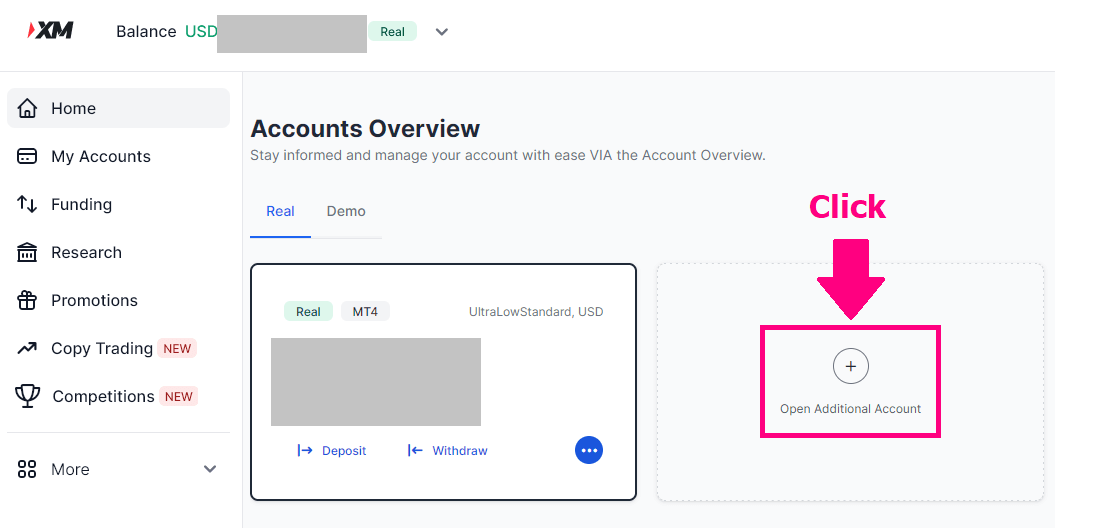 XM
Balance USD
Real
Home
My Accounts
Funding
Research
Promotions
Copy Trading NEW
Competitions NEW
More
Accounts Overview
Stay informed and manage your account with ease VIA the Account Overview.
Real Demo
Click
Real MT4 UltraLowStandard, USD
Deposit Withdraw
Open Additional Account